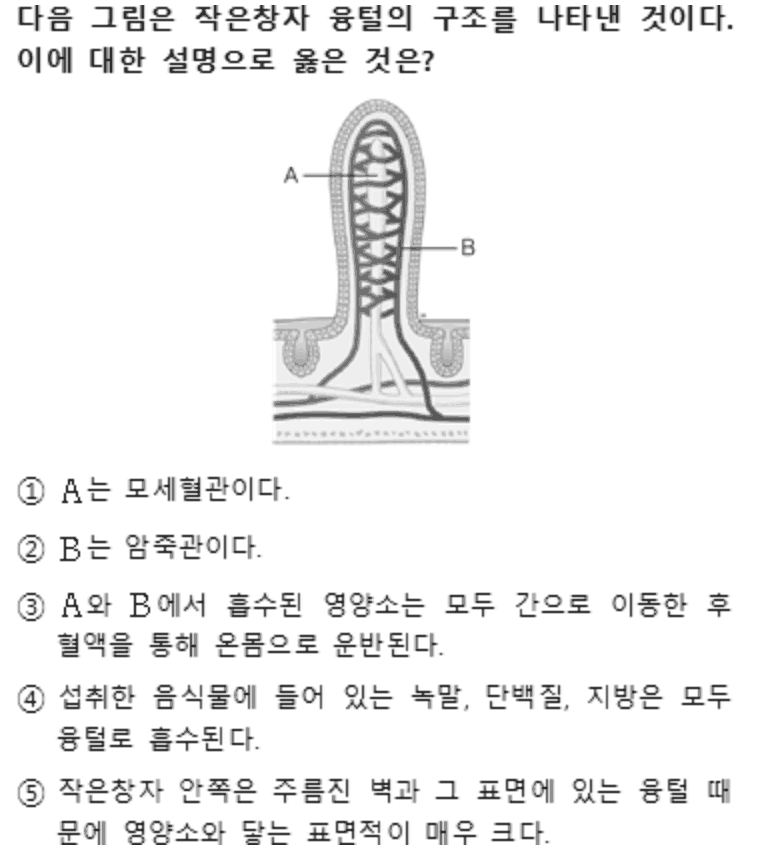 다음 그림은 작은창자 융털의 구조를 나타낸 것이다.
이에 대한 설명으로 옳은 것은?
A
B
① A는 모세혈관이다.
② B는 암죽관이다.
③ A와 B에서 흡수된 영양소는 모두 간으로 이동한 후
혈액을 통해 온몸으로 운반된다.
④ 섭취한 음식물에 들어 있는 녹말, 단백질, 지방은 모두
융털로 흡수된다.
⑤ 작은창자 안쪽은 주름진 벽과 그 표면에 있는 융털 때
문에 영양소와 닿는 표면적이 매우 크다.